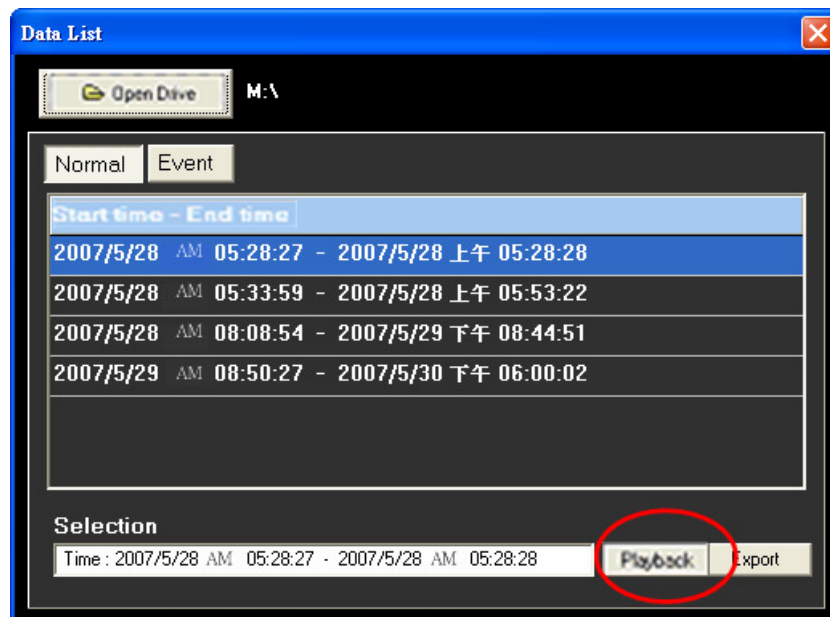 Data List
Open Drive M:\
Normal Event
Start time - End time
2007/5/28 AM 05:28:27 - 2007/5/28 上午 05:28:28
2007/5/28 AM 05:33:59 - 2007/5/28 上午 05:53:22
2007/5/28 AM 08:08:54 - 2007/5/29 下午 08:44:51
2007/5/29 AM 08:50:27 - 2007/5/30 下午 06:00:02
Selection
Time : 2007/5/28 AM 05:28:27 - 2007/5/28 AM 05:28:28 Playback Export